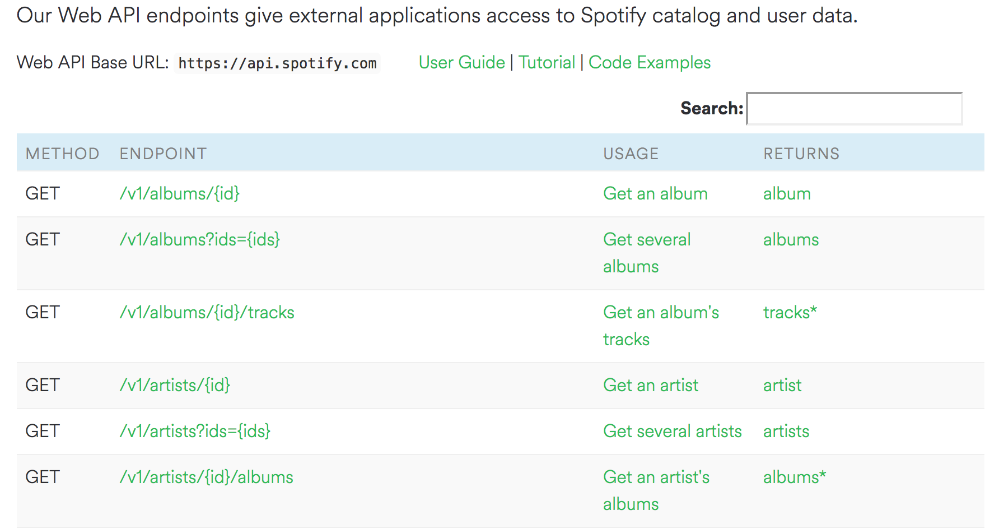 Our Web API endpoints give external applications access to Spotify catalog and user data.
Web API Base URL: https://api.spotify.com User Guide | Tutorial | Code Examples
Search:
METHOD ENDPOINT USAGE RETURNS
GET /v1/albums/{id} Get an album album
GET /v1/albums?ids={ids} Get several albums
albums
GET /v1/albums/{id}/tracks Get an album's tracks*
tracks
GET /v1/artists/{id} Get an artist artist
GET /v1/artists?ids={ids} Get several artists artists
GET /v1/artists/{id}/albums Get an artist's albums*
albums